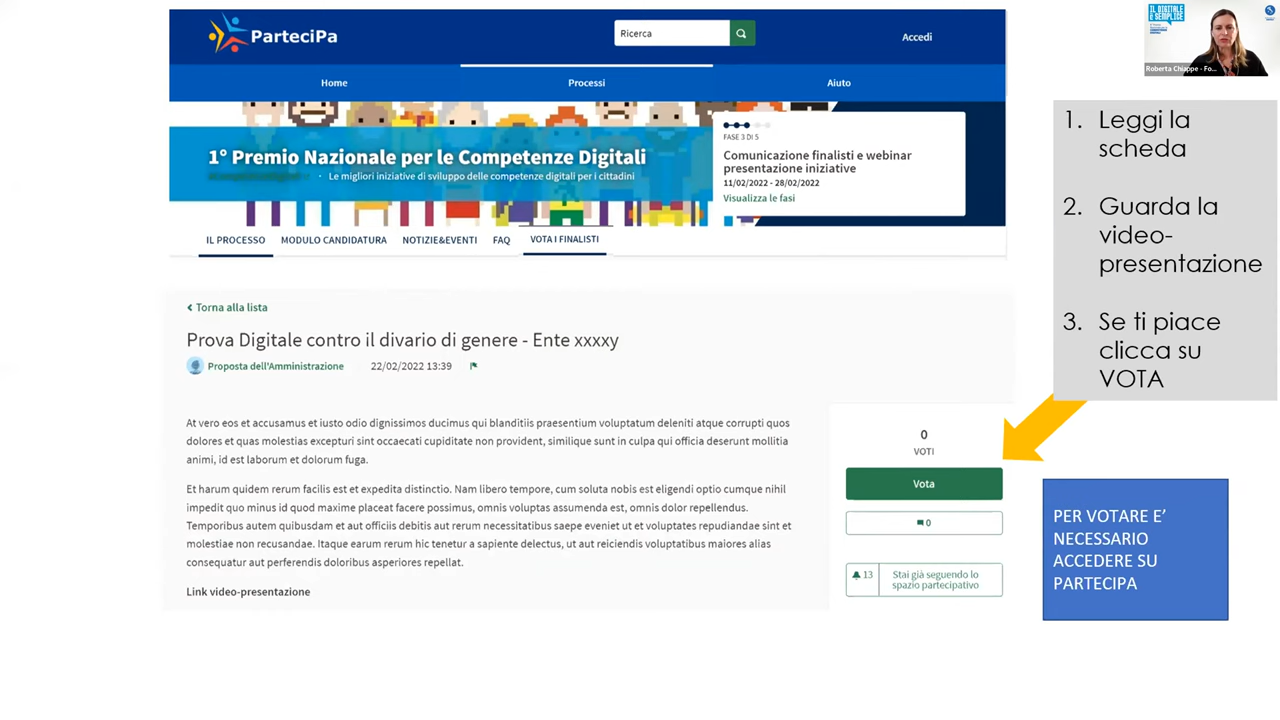 ParteciPa
Ricerca
Accedi
Home
Processi
Aiuto
1° Premio Nazionale per le Competenze Digitali
Le migliori iniziative di sviluppo delle competenze digitali per i cittadini
FASE 3 DI 5
Comunicazione finalisti e webinar
presentazione iniziative
11/02/2022 - 28/02/2022
Visualizza le fasi
IL PROCESSO
MODULO CANDIDATURA
NOTIZIE&EVENTI
FAQ
VOTA I FINALISTI
Torna alla lista
Prova Digitale contro il divario di genere - Ente xxxxy
Proposta dell'Amministrazione
22/02/2022 13:39
At vero eos et accusamus et iusto odio dignissimos ducimus qui blanditiis praesentium voluptatum deleniti atque corrupti quos
dolores et quas molestias excepturi sint occaecati cupiditate non provident, similique sunt in culpa qui officia deserunt mollitia
animi, id est laborum et dolorum fuga.
Et harum quidem rerum facilis est et expedita distinctio. Nam libero tempore, cum soluta nobis est eligendi optio cumque nihil
impedit quo minus id quod maxime placeat facere possimus, omnis voluptas assumenda est, omnis dolor repellendus.
Temporibus autem quibusdam et aut officiis debitis aut rerum necessitatibus saepe eveniet ut et voluptates repudiandae sint et
molestiae non recusandae. Itaque earum rerum hic tenetur a sapiente delectus, ut aut reiciendis voluptatibus maiores alias
consequatur aut perferendis doloribus asperiores repellat.
Link video-presentazione
0
VOTI
Vota
0
13
Stai già seguendo lo
spazio partecipativo
IL DIGITALE
È SEMPLICE
Roberta Chiappe - Fo...
1. Leggi la
scheda
2. Guarda la
video-
presentazione
3. Se ti piace
clicca su
VOTA
PER VOTARE E'
NECESSARIO
ACCEDERE SU
PARTECIPA